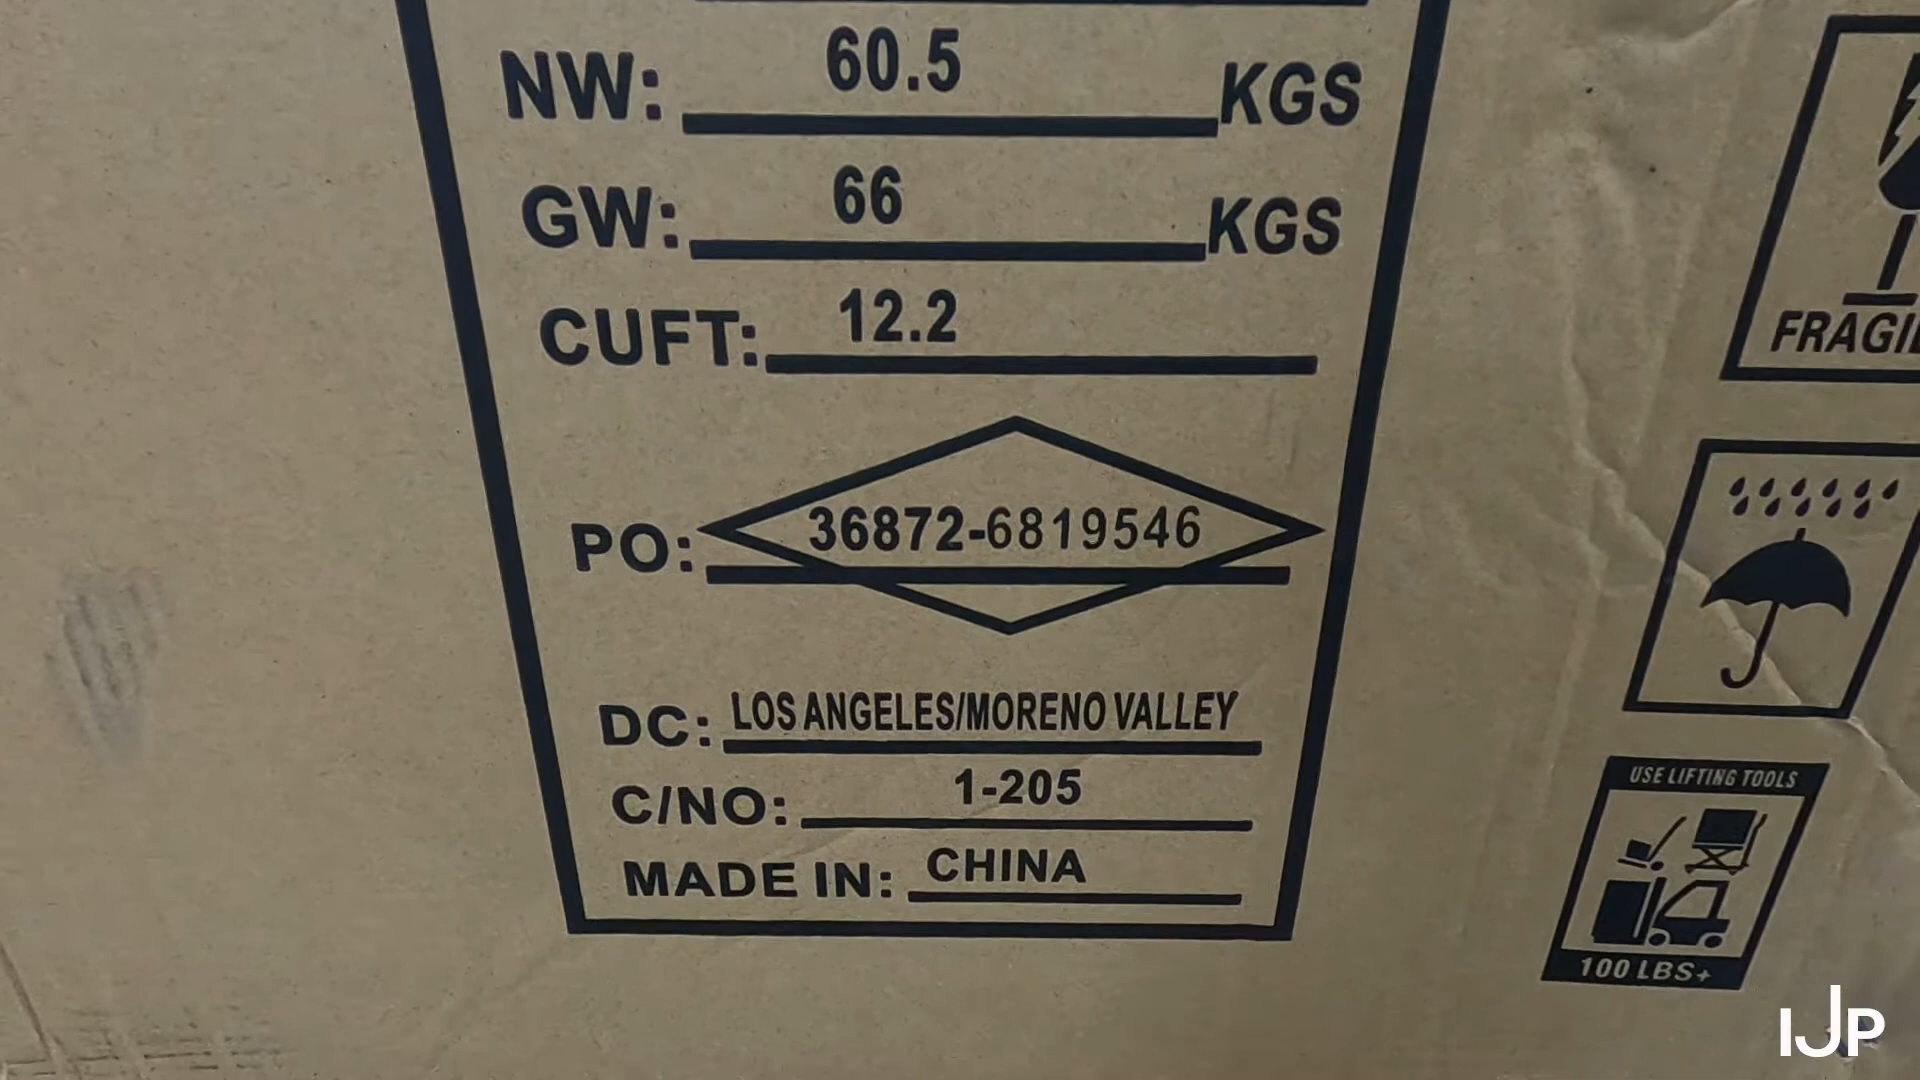 NW: 60.5 KGS
GW: 66 KGS
CUFT: 12.2
PO: 36872-6819546
DC: LOS ANGELES/MORENO VALLEY
C/NO: 1-205
MADE IN: CHINA
FRAGIL
USE LIFTING TOOLS
100 LBS+
IJP